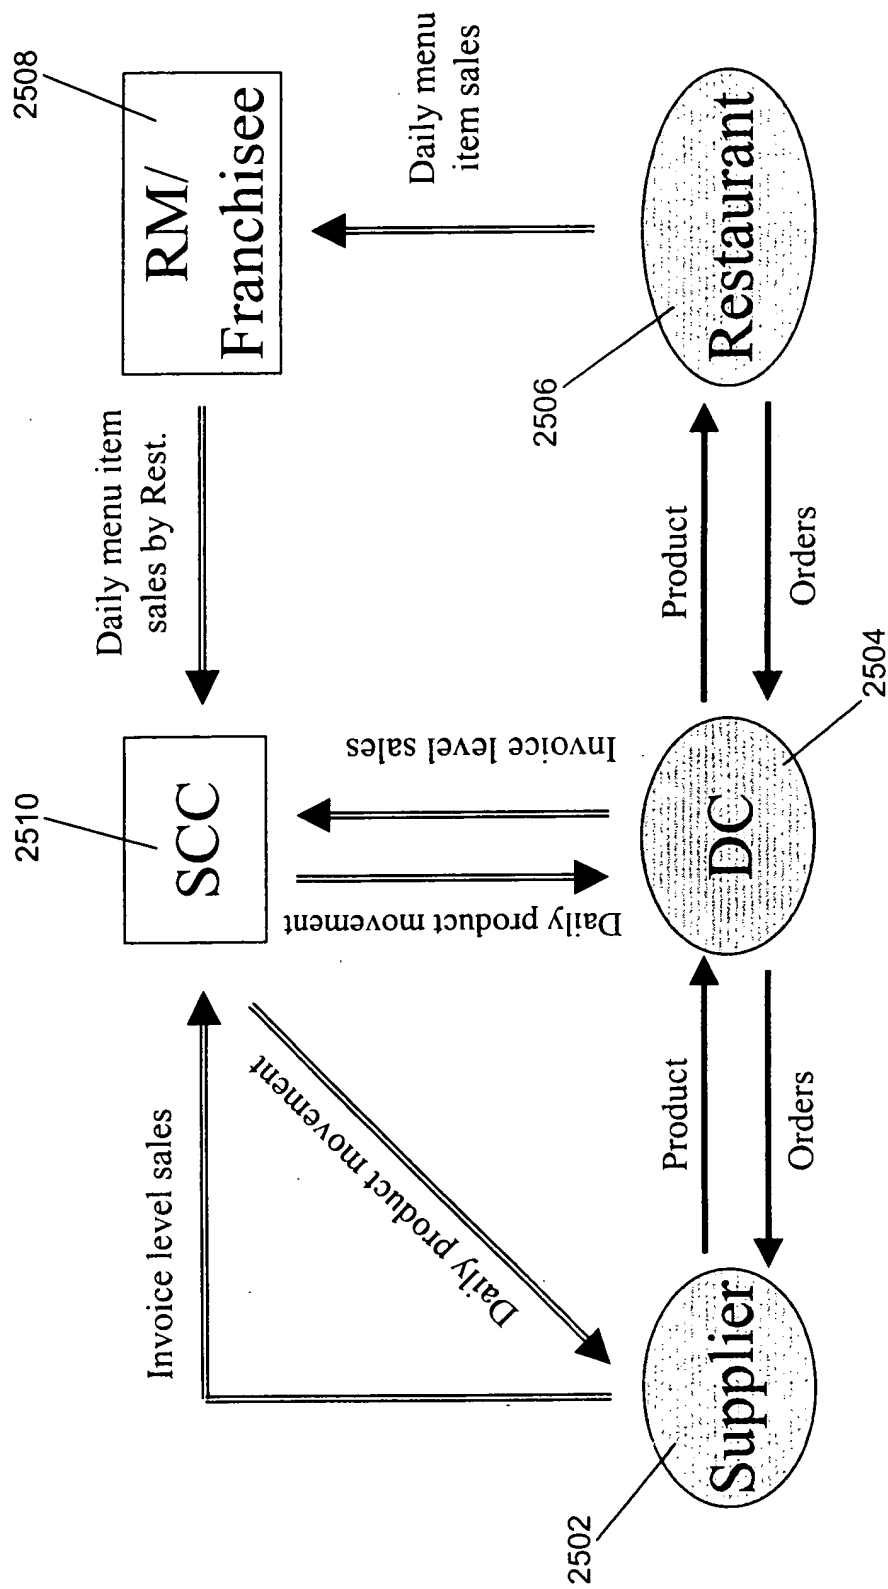 2510
2508
SCC
RM/
Franchisee
Daily menu item
sales by Rest.
Invoice level sales
Daily product movement
Daily product movement
Invoice level sales
Daily menu
item sales
2502
Supplier
Product
Orders
DC
2504
Product
Orders
2506
Restaurant